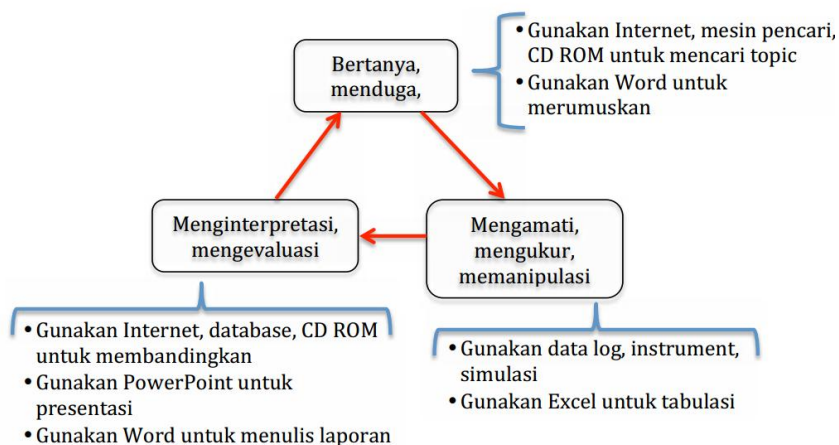 Bertanya,
menduga,
• Gunakan Internet, mesin pencari,
CD ROM untuk mencari topic
• Gunakan Word untuk
merumuskan
Mengamati,
mengukur,
memanipulasi
• Gunakan data log, instrument,
simulasi
• Gunakan Excel untuk tabulasi
Menginterpretasi,
mengevaluasi
• Gunakan Internet, database, CD ROM
untuk membandingkan
• Gunakan PowerPoint untuk
presentasi
• Gunakan Word untuk menulis laporan